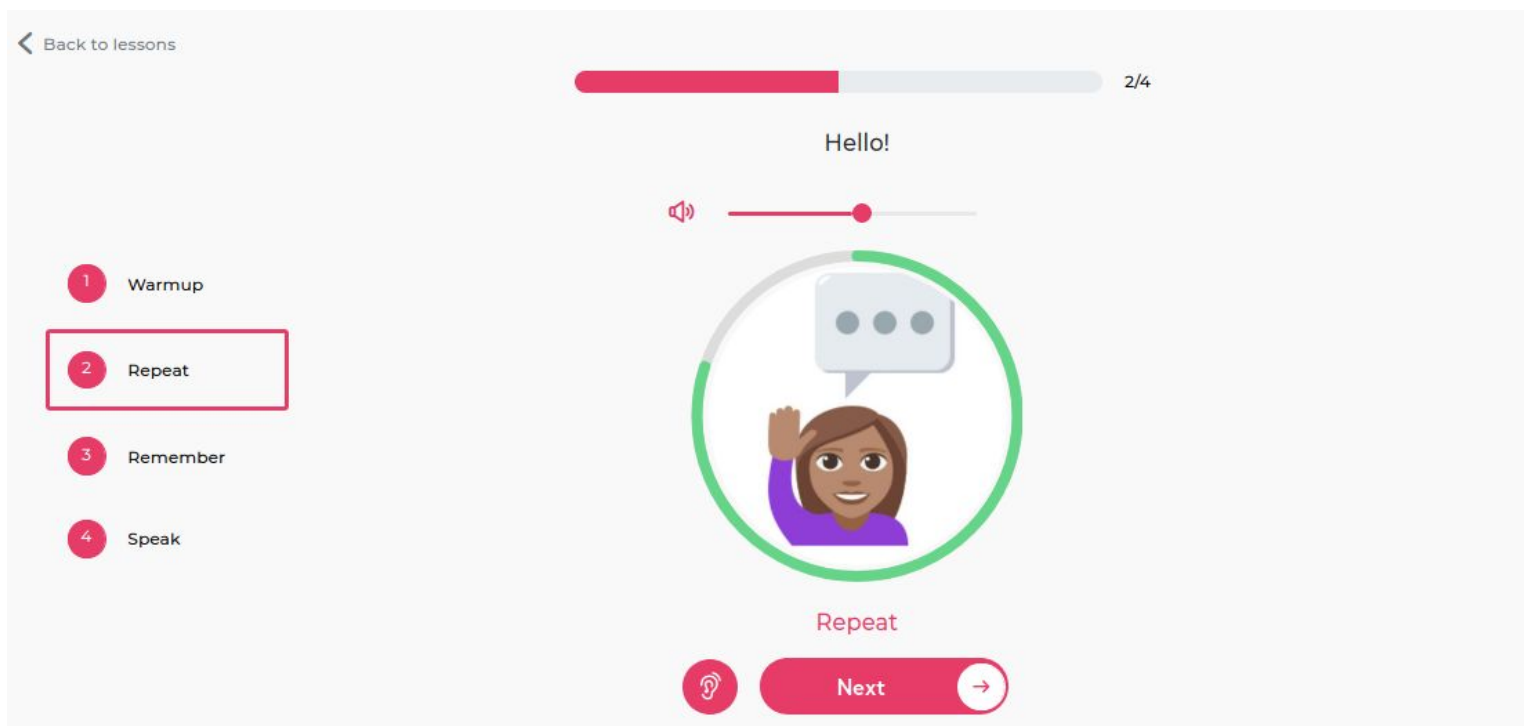 Back to lessons
2/4
Hello!
1 Warmup
2 Repeat
3 Remember
4 Speak
Repeat
Next